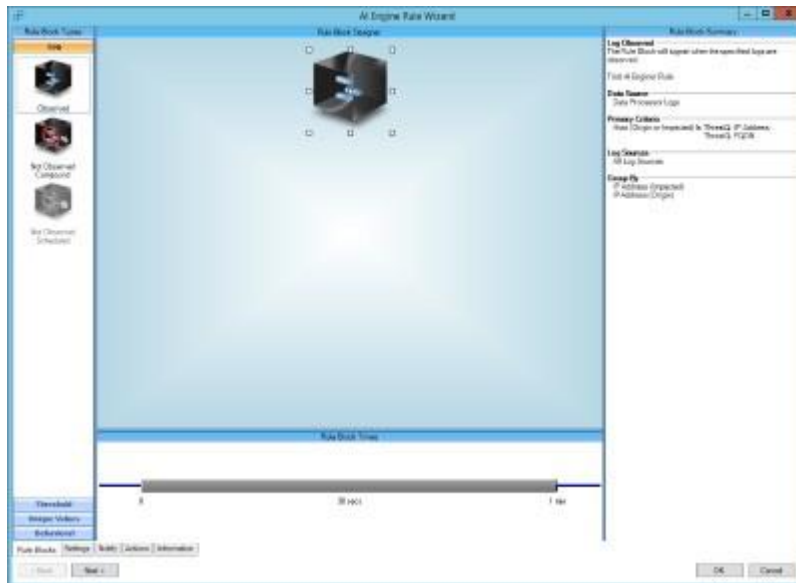 AI Engine Rule Wizard
Rule Block Types
Rule Block Designer
Rule Block Summary
Log
Observed
Not Observed
Compound
Not Observed
Scheduled
Log Observed
The Rule Block will signal when the specified logs are
observed.
AI Engine Rule
Data Source
Data Processor Logs
Primary Criteria
Host (Origin or Impacted) Is: ThreatQ: IP Address
ThreatQ: FQDN
Log Sources
All Log Sources
Group By
IP Address (Impacted)
IP Address (Origin)
Rule Block Times
0
30 secs
1 min
Threshold
Unique Values
Behavioral
Rule Blocks
Settings
Notify
Actions
Information
< Back
Next >
OK
Cancel